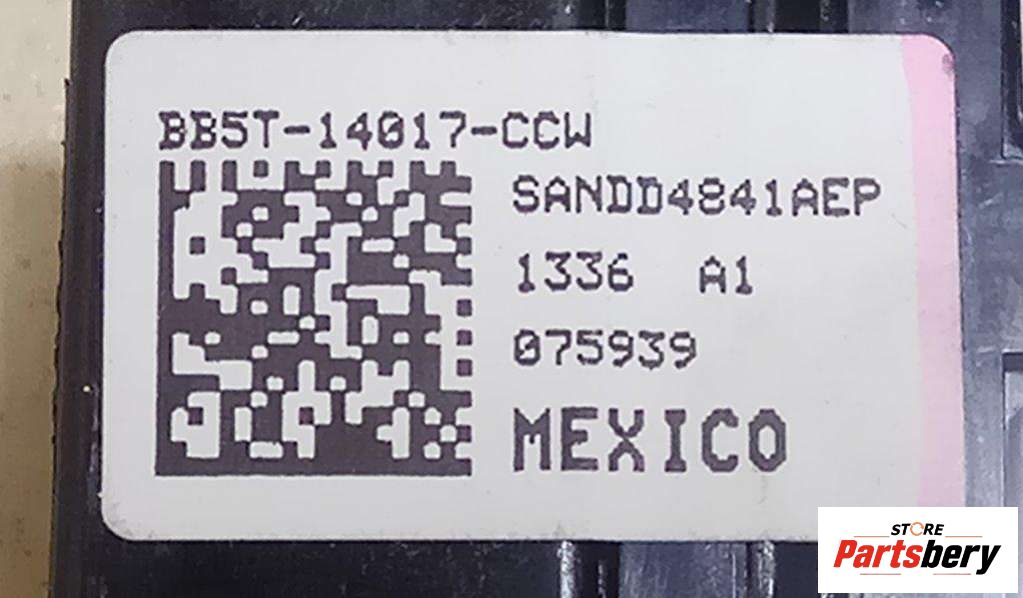 BB5T-14017-CCW
SANDD4841AEP
1336 A1
075939
MEXICO
STORE
Partsbery